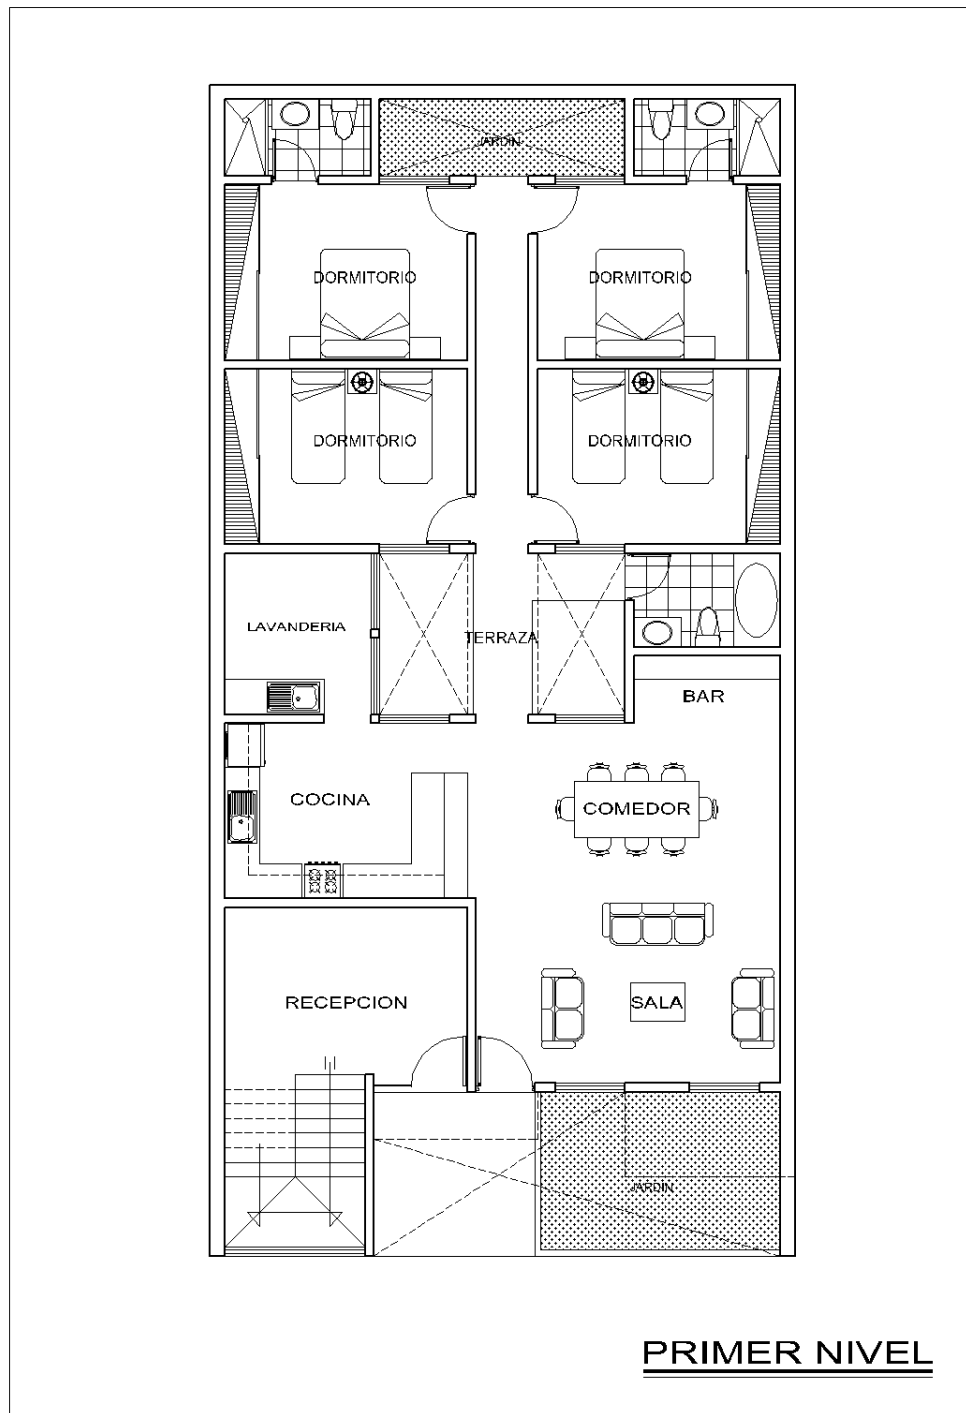 JARDIN
DORMITORIO
DORMITORIO
DORMITORIO
DORMITORIO
LAVANDERIA
TERRAZA
BAR
COCINA
COMEDOR
RECEPCION
SALA
JARDIN
PRIMER NIVEL